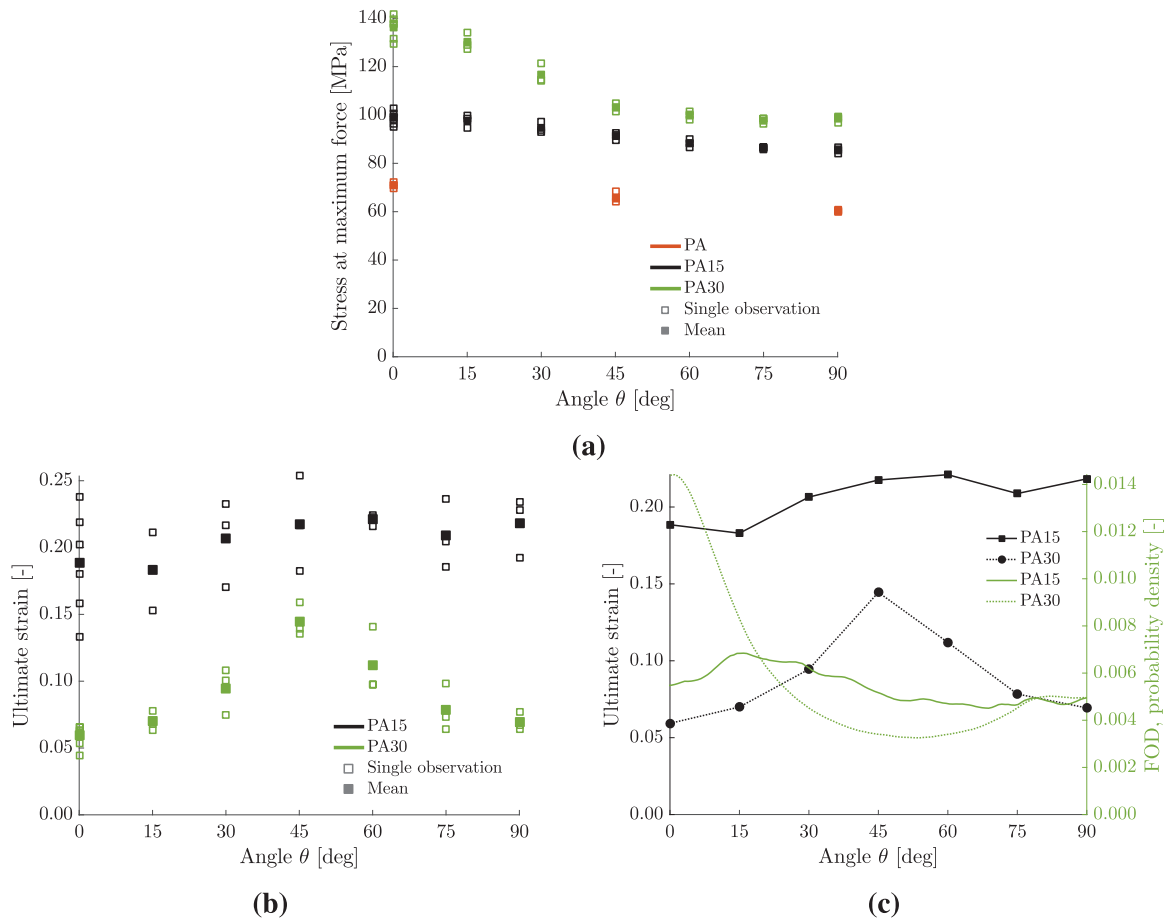 Stress at maximum force [MPa]
140
120
100
80
60
40
20
0
PA
PA15
PA30
Single observation
Mean
0 15 30 45 60 75 90
Angle θ [deg]
(a)
Ultimate strain [-]
0.25
0.20
0.15
0.10
0.05
0.00
PA15
PA30
Single observation
Mean
0 15 30 45 60 75 90
Angle θ [deg]
(b)
Ultimate strain [-]
0.20
0.15
0.10
0.05
0.00
PA15
PA30
PA15
PA30
0.014
0.012
0.010
0.008
0.006
0.004
0.002
0.000
FOD, probability density [-]
0 15 30 45 60 75 90
Angle θ [deg]
(c)